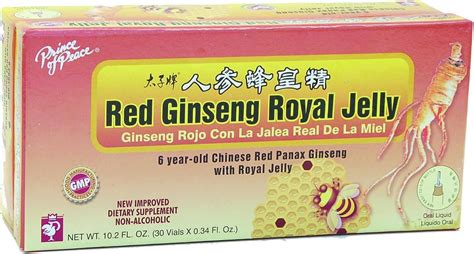 Prince of Peace
太子牌 人参蜂皇精
Red Ginseng Royal Jelly
Ginseng Rojo Con La Jalea Real De La Miel
6 year-old Chinese Red Panax Ginseng
with Royal Jelly
GMP
NEW IMPROVED
DIETARY SUPPLEMENT
NON-ALCOHOLIC
NET WT. 10.2 FL. OZ. (30 Vials X 0.34 Fl. Oz.)
Oral Liquid
Liquido Oral